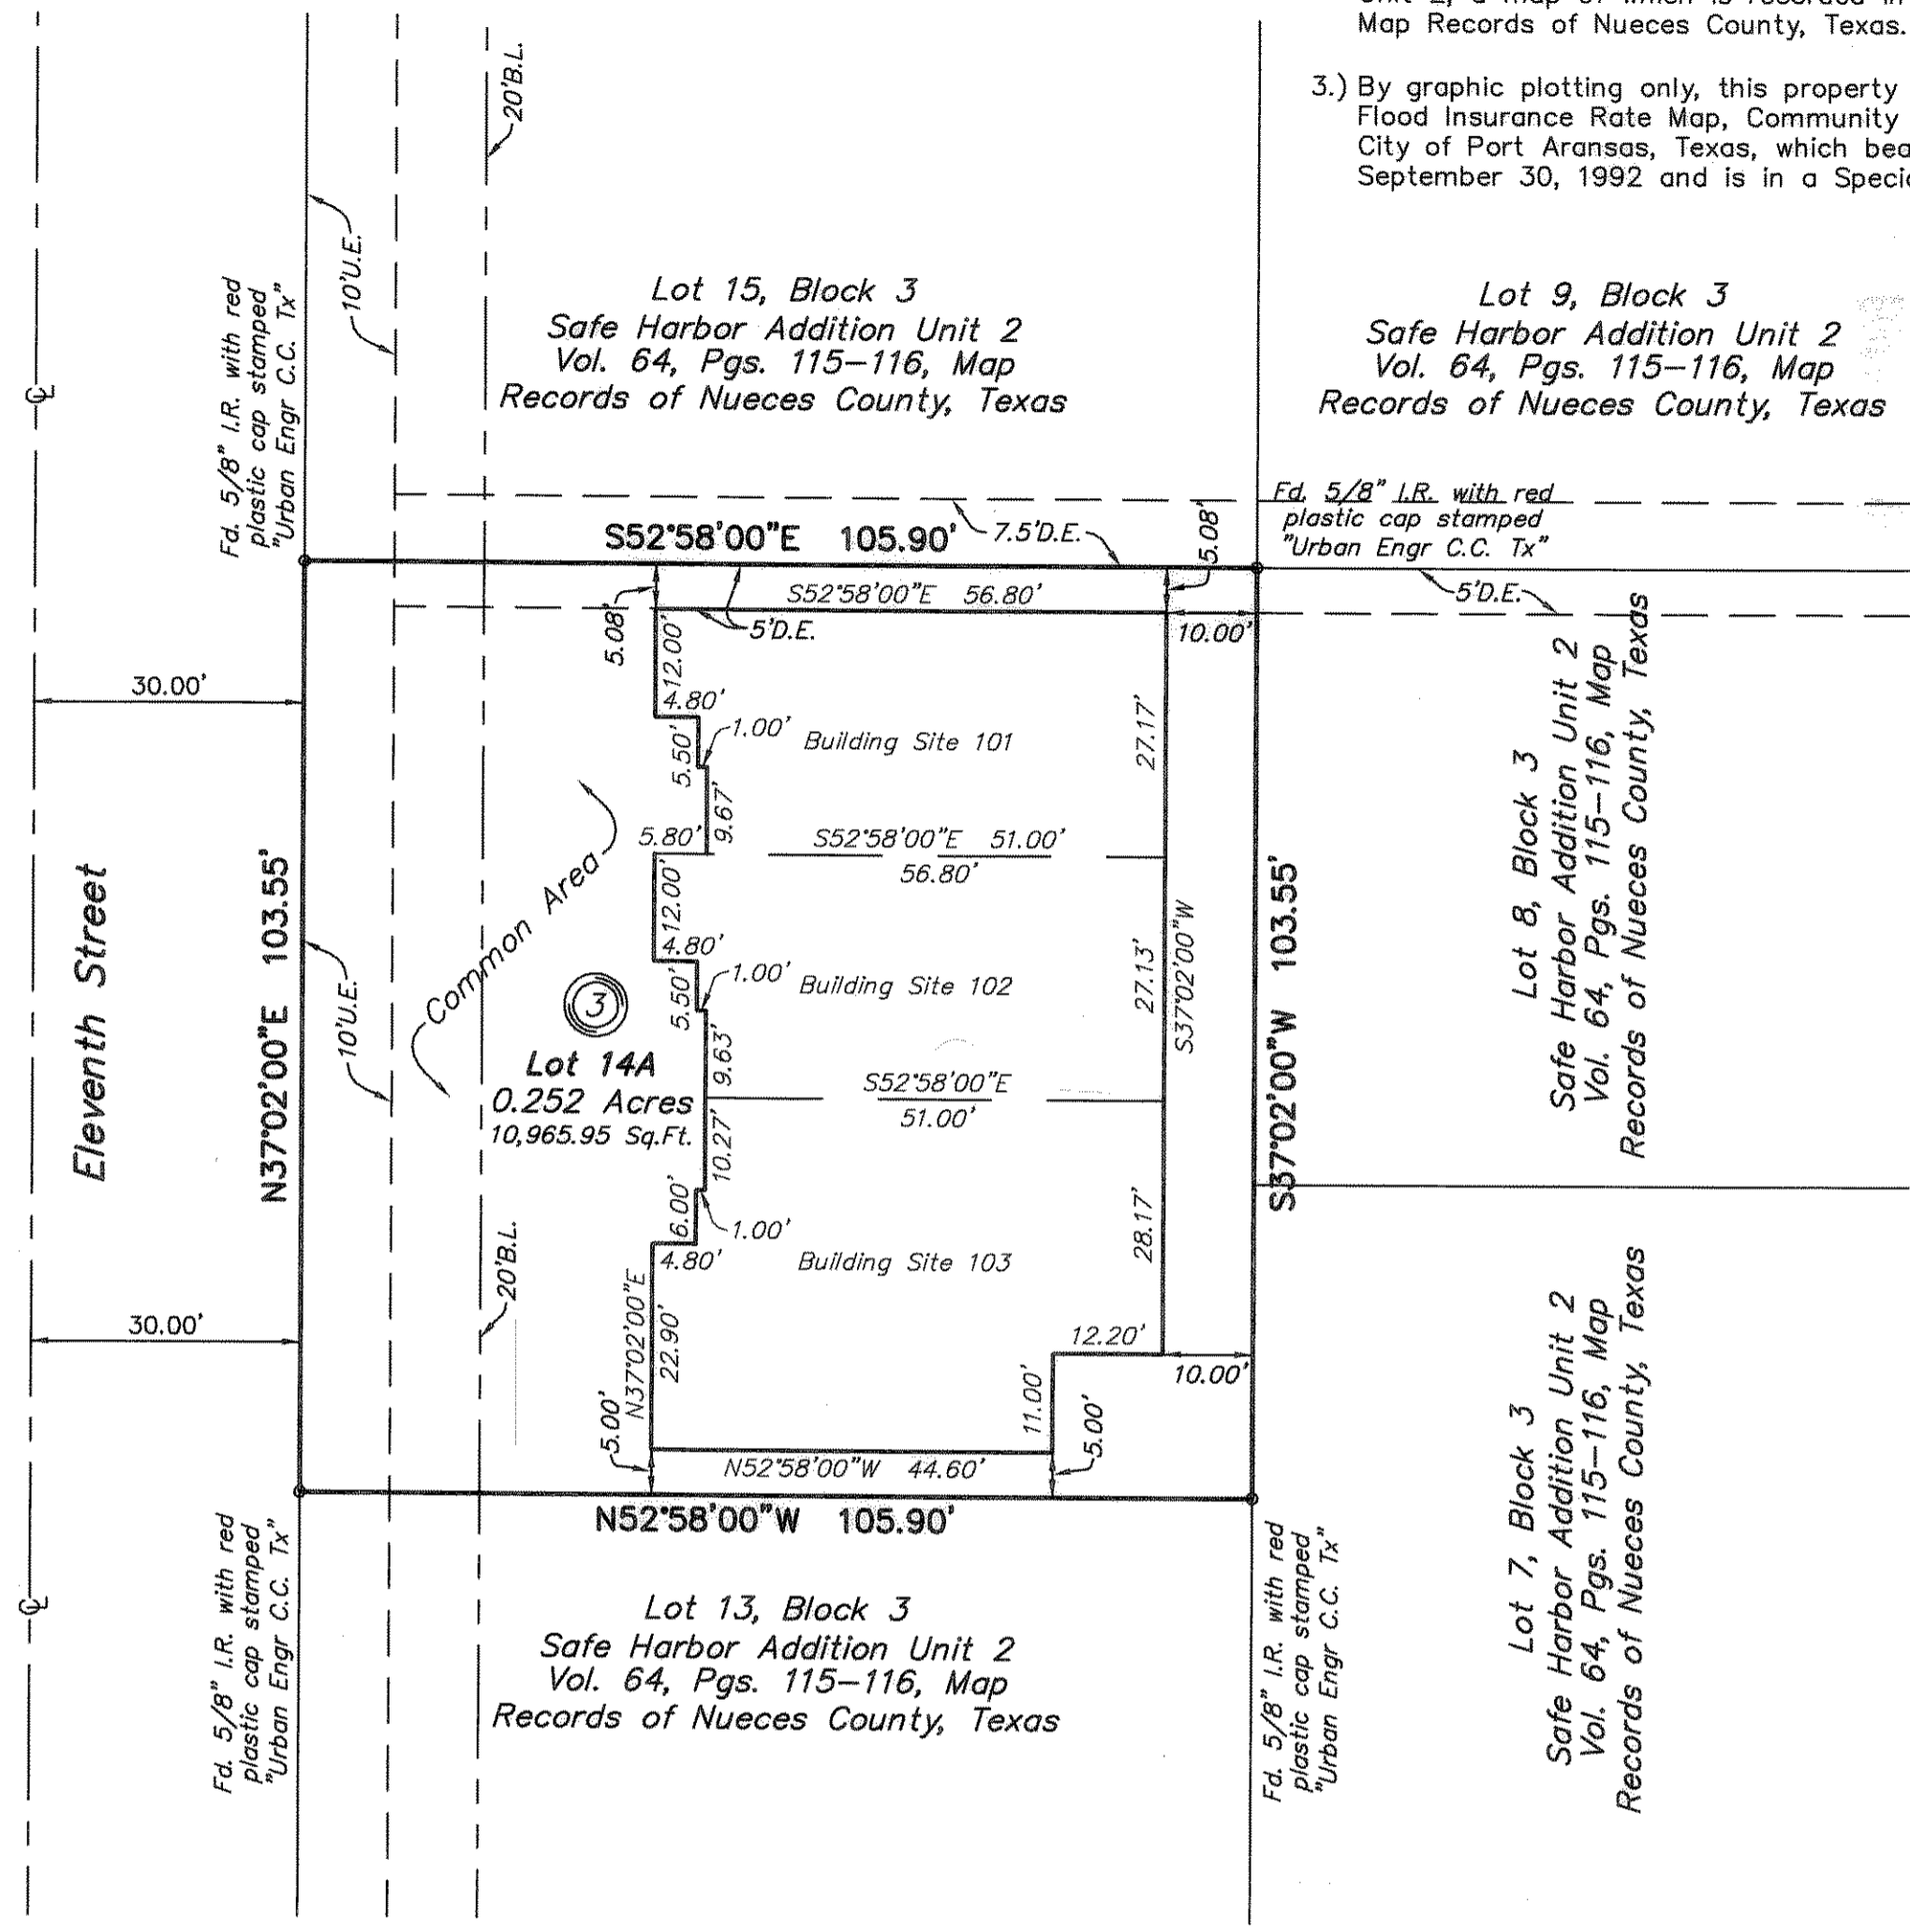 Map Records of Nueces County, Texas.
3.) By graphic plotting only, this property
Flood Insurance Rate Map, Community
City of Port Aransas, Texas, which
September 30, 1992 and is in a
20'B.L.
10'U.E.
Fd. 5/8" I.R. with red
plastic cap stamped
"Urban Engr C.C. Tx"
Lot 15, Block 3
Safe Harbor Addition Unit 2
Vol. 64, Pgs. 115-116, Map
Records of Nueces County, Texas
Lot 9, Block 3
Safe Harbor Addition Unit 2
Vol. 64, Pgs. 115-116, Map
Records of Nueces County, Texas
Fd. 5/8" I.R. with red
plastic cap stamped
"Urban Engr C.C. Tx"
S52°58'00"E 105.90'
7.5'D.E.
5.08'
S52°58'00"E 56.80'
5'D.E.
5'D.E.
5.08'
12.00'
10.00'
30.00'
4.80'
1.00'
5.50'
Building Site 101
27.17'
9.67'
5.80'
S52°58'00"E 51.00'
56.80'
Common Area
12.00'
4.80'
1.00'
5.50'
Building Site 102
27.13'
S37°02'00"W
Eleventh Street
N37°02'00"E 103.55'
10'U.E.
3
Lot 14A
0.252 Acres
10,965.95 Sq.Ft.
9.63'
S52°58'00"E
51.00'
10.27'
S37°02'00"W 103.55'
Lot 8, Block 3
Safe Harbor Addition Unit 2
Vol. 64, Pgs. 115-116, Map
Records of Nueces County, Texas
6.00'
1.00'
4.80'
Building Site 103
28.17'
20'B.L.
30.00'
N37°02'00"E
22.90'
12.20'
10.00'
11.00'
5.00'
5.00'
N52°58'00"W 44.60'
N52°58'00"W 105.90'
Lot 7, Block 3
Safe Harbor Addition Unit 2
Vol. 64, Pgs. 115-116, Map
Records of Nueces County, Texas
Fd. 5/8" I.R. with red
plastic cap stamped
"Urban Engr C.C. Tx"
Lot 13, Block 3
Safe Harbor Addition Unit 2
Vol. 64, Pgs. 115-116, Map
Records of Nueces County, Texas
Fd. 5/8" I.R. with red
plastic cap stamped
"Urban Engr C.C. Tx"